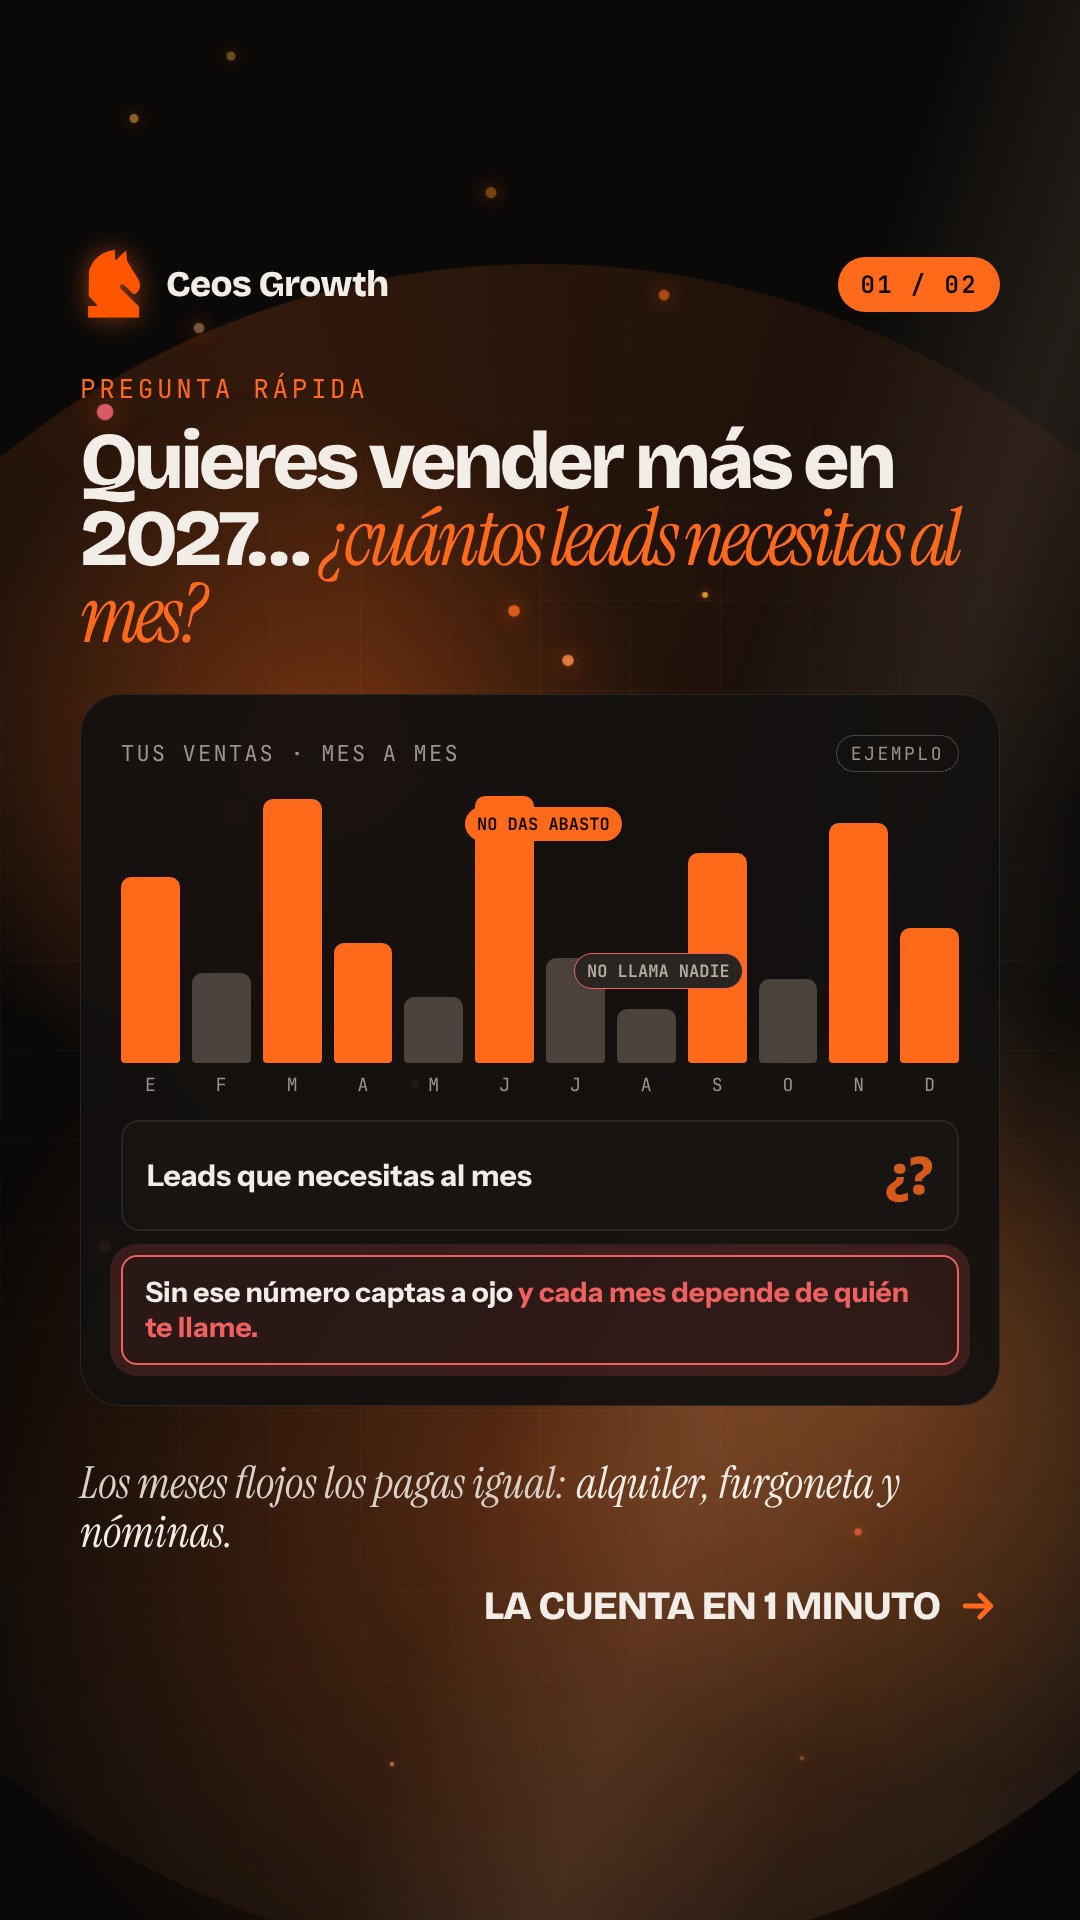 Ceos Growth
01 / 02
PREGUNTA RÁPIDA
Quieres vender más en
2027... ¿cuántos leads necesitas al
mes?
TUS VENTAS · MES A MES
EJEMPLO
NO DAS ABASTO
NO LLAMA NADIE
E F M A M J J A S O N D
Leads que necesitas al mes
¿?
Sin ese número captas a ojo y cada mes depende de quién
te llame.
Los meses flojos los pagas igual: alquiler, furgoneta y
nóminas.
LA CUENTA EN 1 MINUTO →